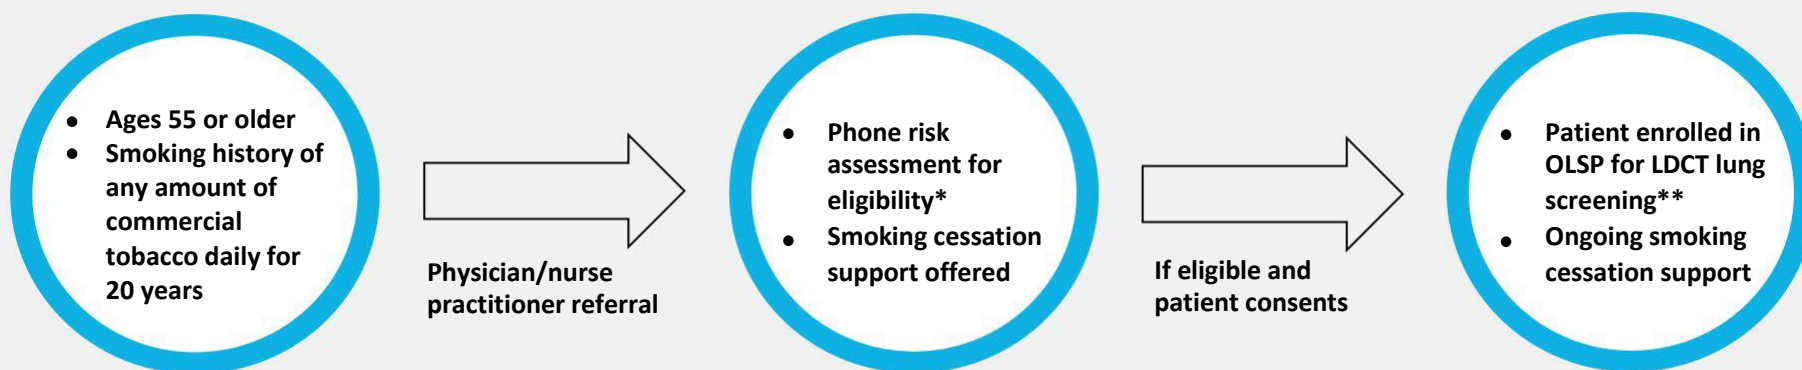 • Ages 55 or older
• Smoking history of
any amount of
commercial
tobacco daily for
20 years
Physician/nurse
practitioner referral
• Phone risk
assessment for
eligibility*
• Smoking cessation
support offered
If eligible and
patient consents
• Patient enrolled in
OLSP for LDCT lung
screening**
• Ongoing smoking
cessation support